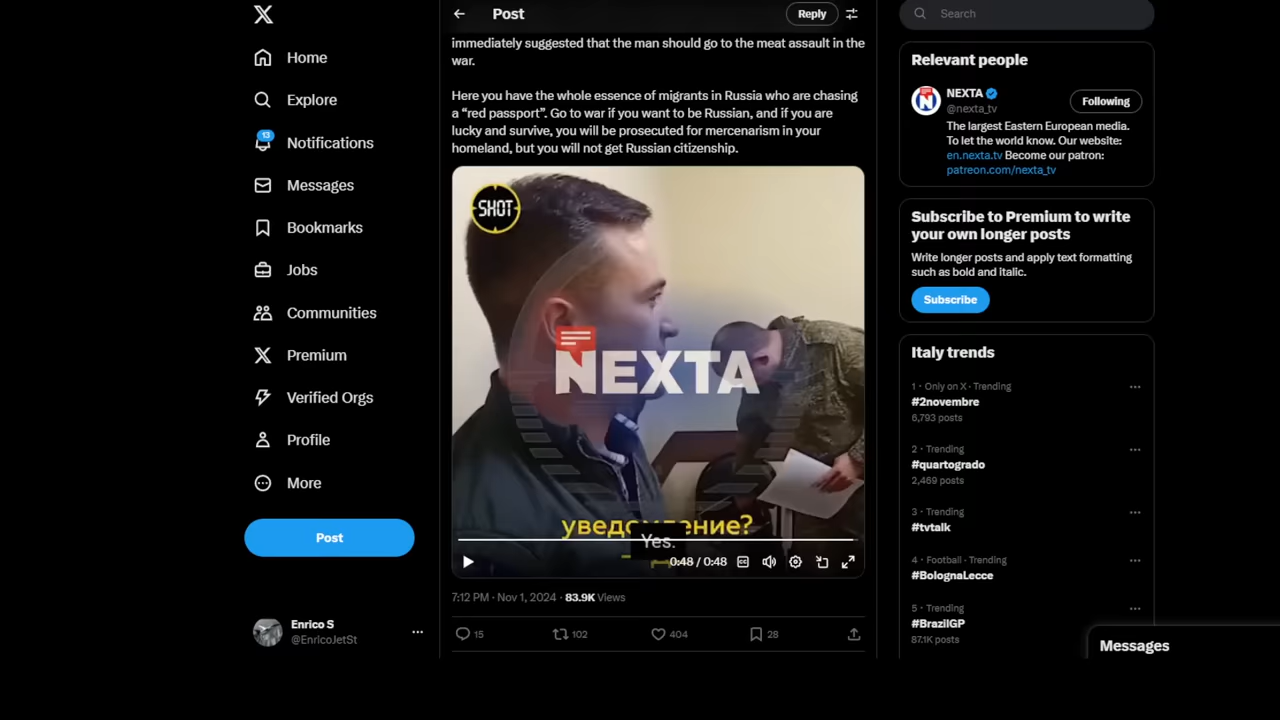 Home
Explore
13
Notifications
Messages
Bookmarks
Jobs
Communities
Premium
Verified Orgs
Profile
More
Post
Enrico S
@EnricoJetSt
Post
Reply
immediately suggested that the man should go to the meat assault in the
war.
Here you have the whole essence of migrants in Russia who are chasing
a “red passport”. Go to war if you want to be Russian, and if you are
lucky and survive, you will be prosecuted for mercenarism in your
homeland, but you will not get Russian citizenship.
SHOT
NEXTA
Yes.
0:48 / 0:48
7:12 PM · Nov 1, 2024 · 83.9K Views
15
102
404
28
Search
Relevant people
NEXTA
@nexta_tv
Following
The largest Eastern European media.
To let the world know. Our website:
en.nexta.tv Become our patron:
patreon.com/nexta_tv
Subscribe to Premium to write
your own longer posts
Write longer posts and apply text formatting
such as bold and italic.
Subscribe
Italy trends
1 · Only on X · Trending
#2novembre
6,793 posts
2 · Trending
#quartogrado
2,469 posts
3 · Trending
#tvtalk
4 · Football · Trending
#BolognaLecce
5 · Trending
#BrazilGP
87.1K posts
Messages